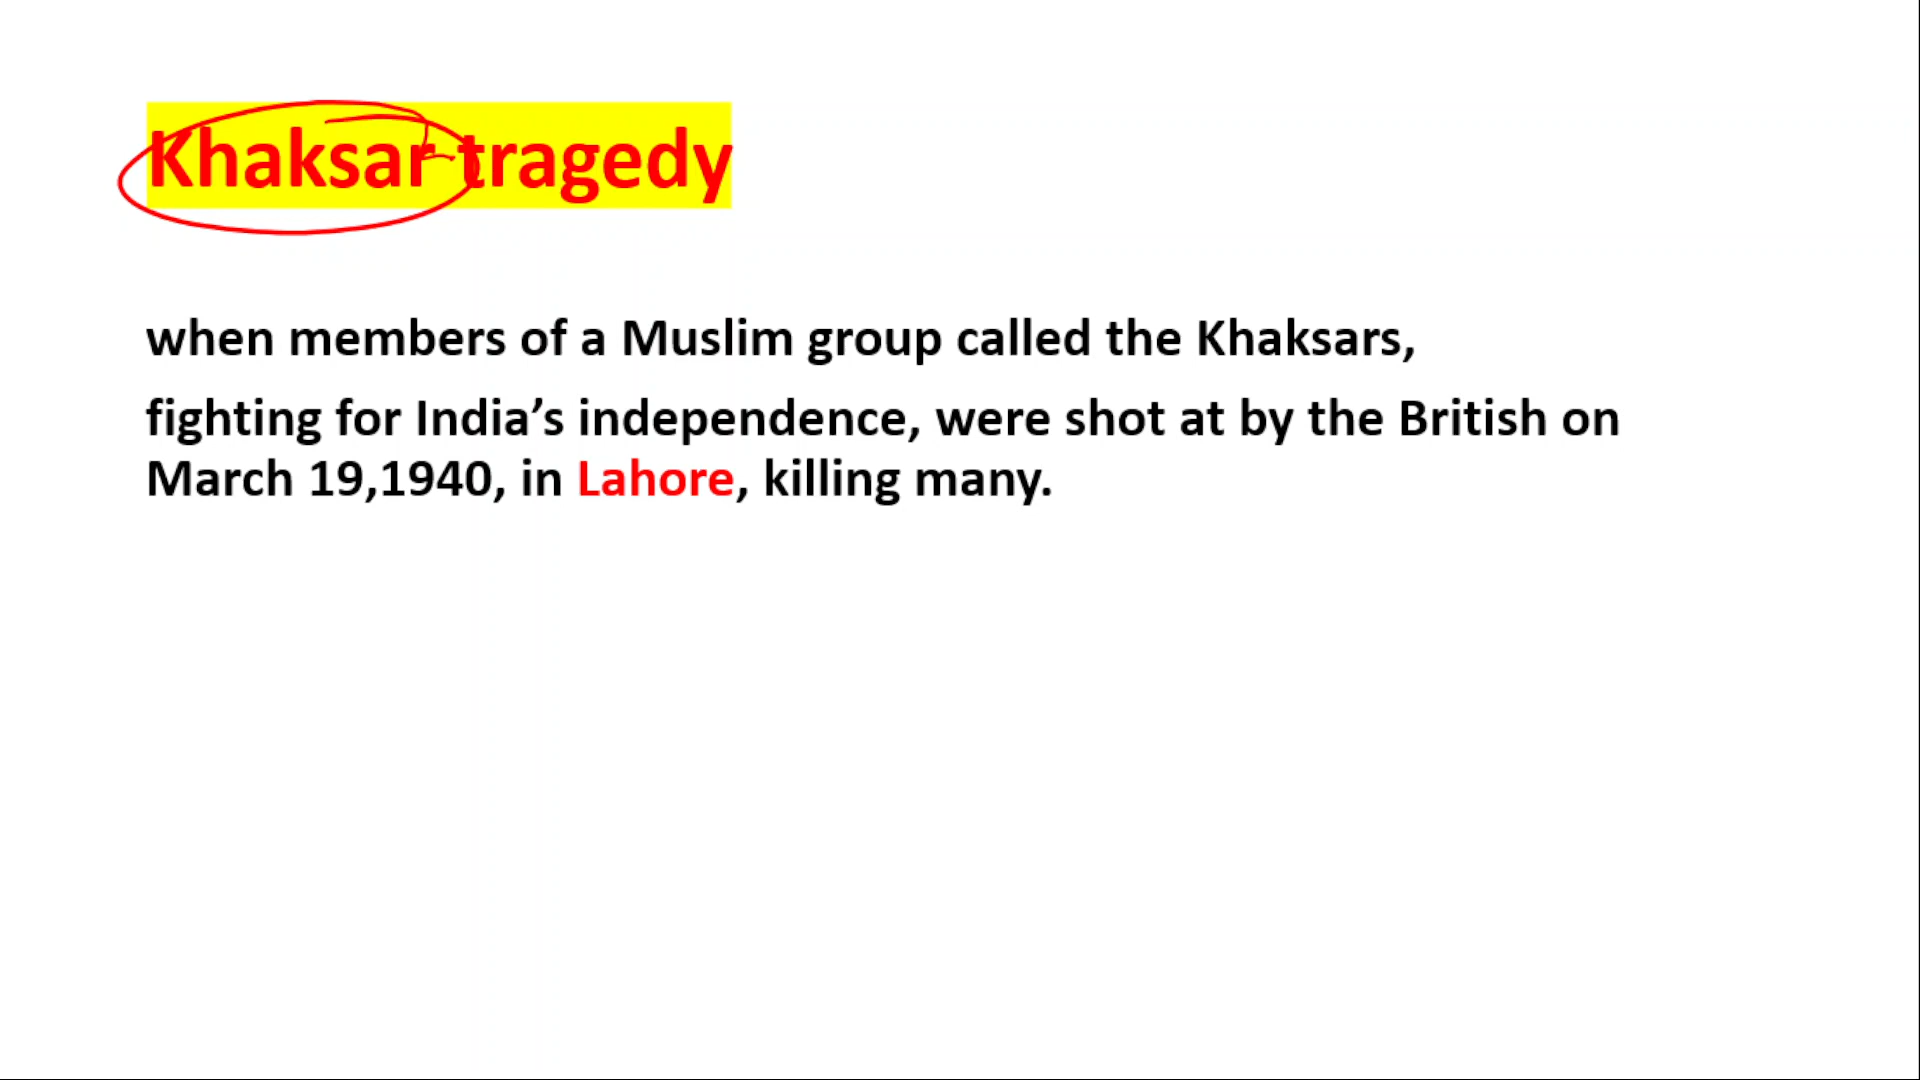 Khaksar tragedy
when members of a Muslim group called the Khaksars,
fighting for India’s independence, were shot at by the British on
March 19,1940, in Lahore, killing many.